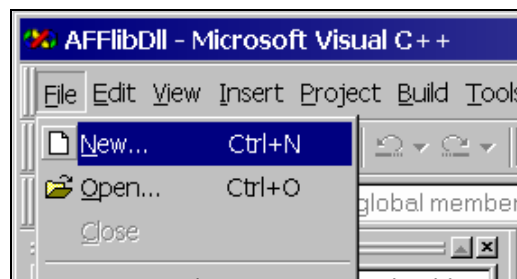 AFFlibDll - Microsoft Visual C++
File Edit View Insert Project Build Tools
New... Ctrl+N
Open... Ctrl+O
global member
Close